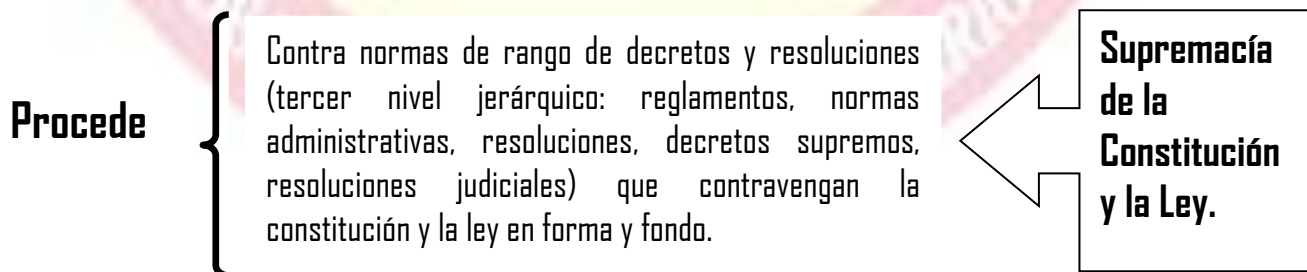 Procede
Contra normas de rango de decretos y resoluciones
(tercer nivel jerárquico: reglamentos, normas
administrativas, resoluciones, decretos supremos,
resoluciones judiciales) que contravengan la
constitución y la ley en forma y fondo.
Supremacía
de la
Constitución
y la Ley.